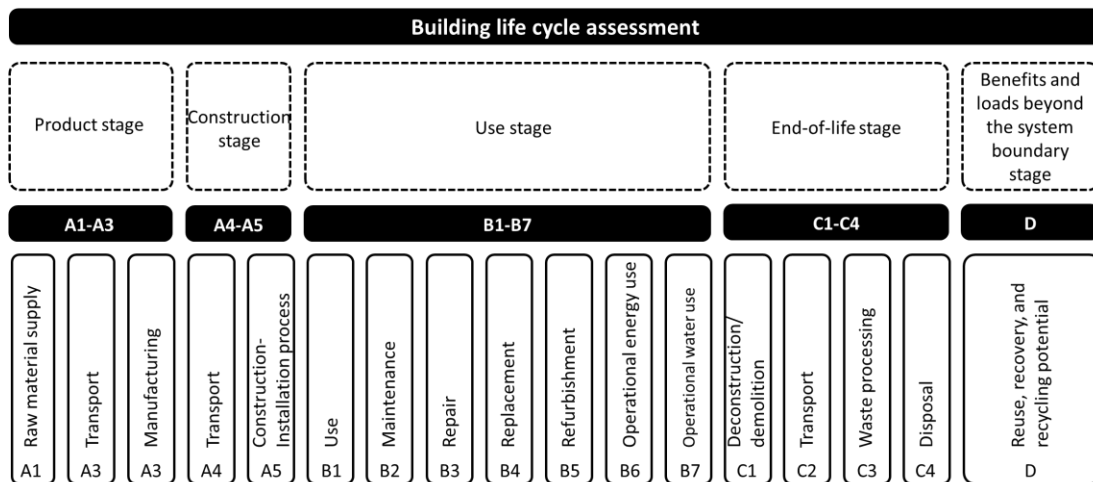 Building life cycle assessment
Product stage
Construction
stage
Use stage
End-of-life stage
Benefits and
loads beyond
the system
boundary
stage
A1-A3
A4-A5
B1-B7
C1-C4
D
Raw material supply
A1
Transport
A3
Manufacturing
A3
Transport
A4
Construction-
Installation process
A5
Use
B1
Maintenance
B2
Repair
B3
Replacement
B4
Refurbishment
B5
Operational energy use
B6
Operational water use
B7
Deconstruction/
demolition
C1
Transport
C2
Waste processing
C3
Disposal
C4
Reuse, recovery, and
recycling potential
D